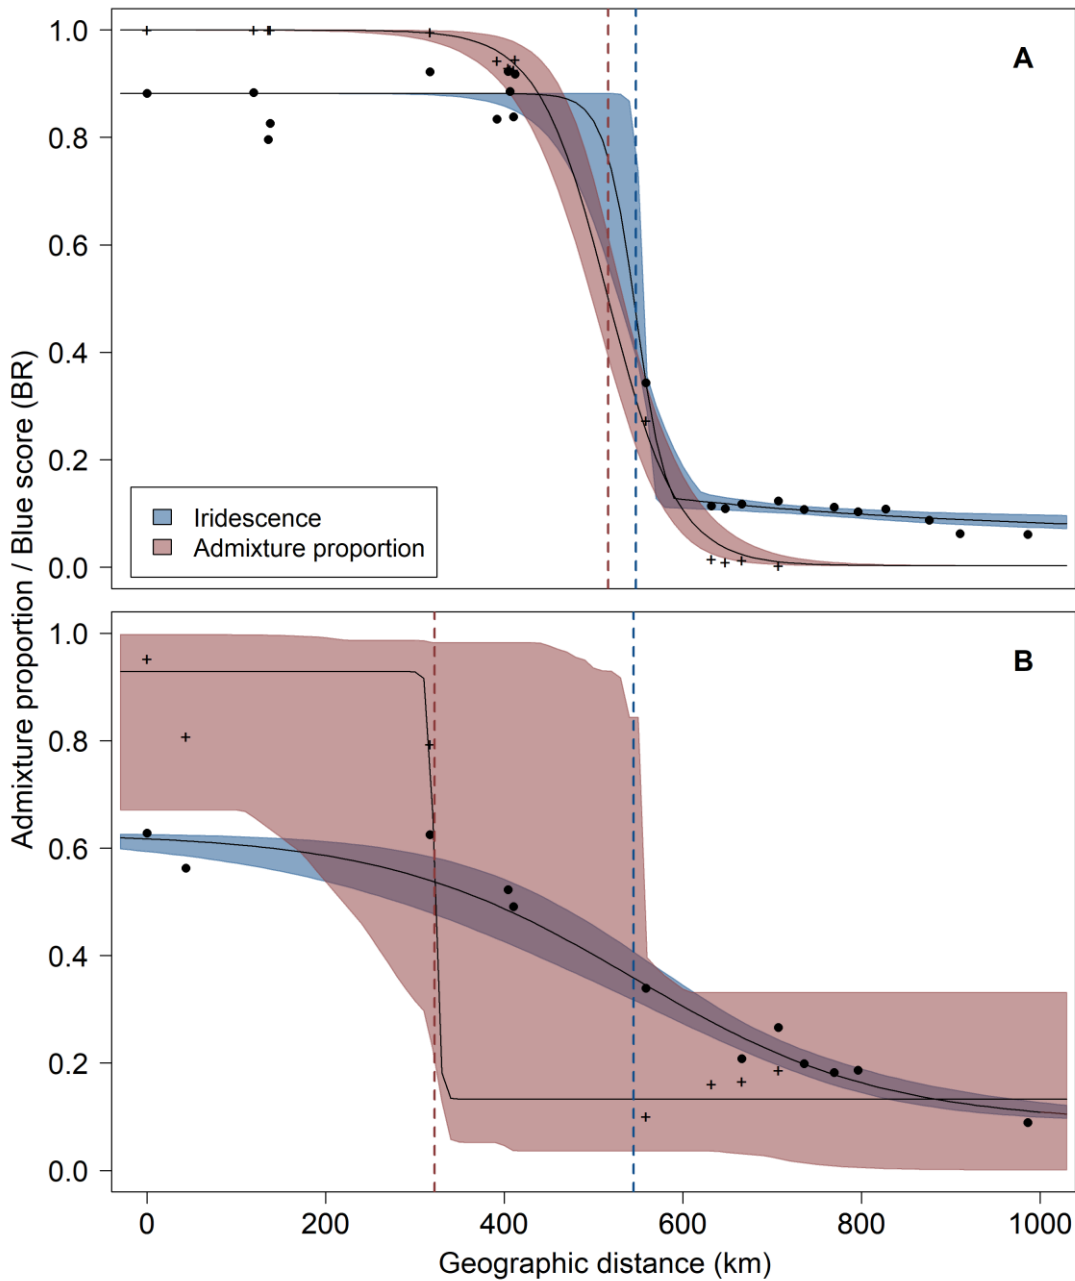 A
1.0
0.8
0.6
0.4
0.2
0.0
Iridescence
Admixture proportion
Admixture proportion / Blue score (BR)
B
1.0
0.8
0.6
0.4
0.2
0.0
0 200 400 600 800 1000
Geographic distance (km)